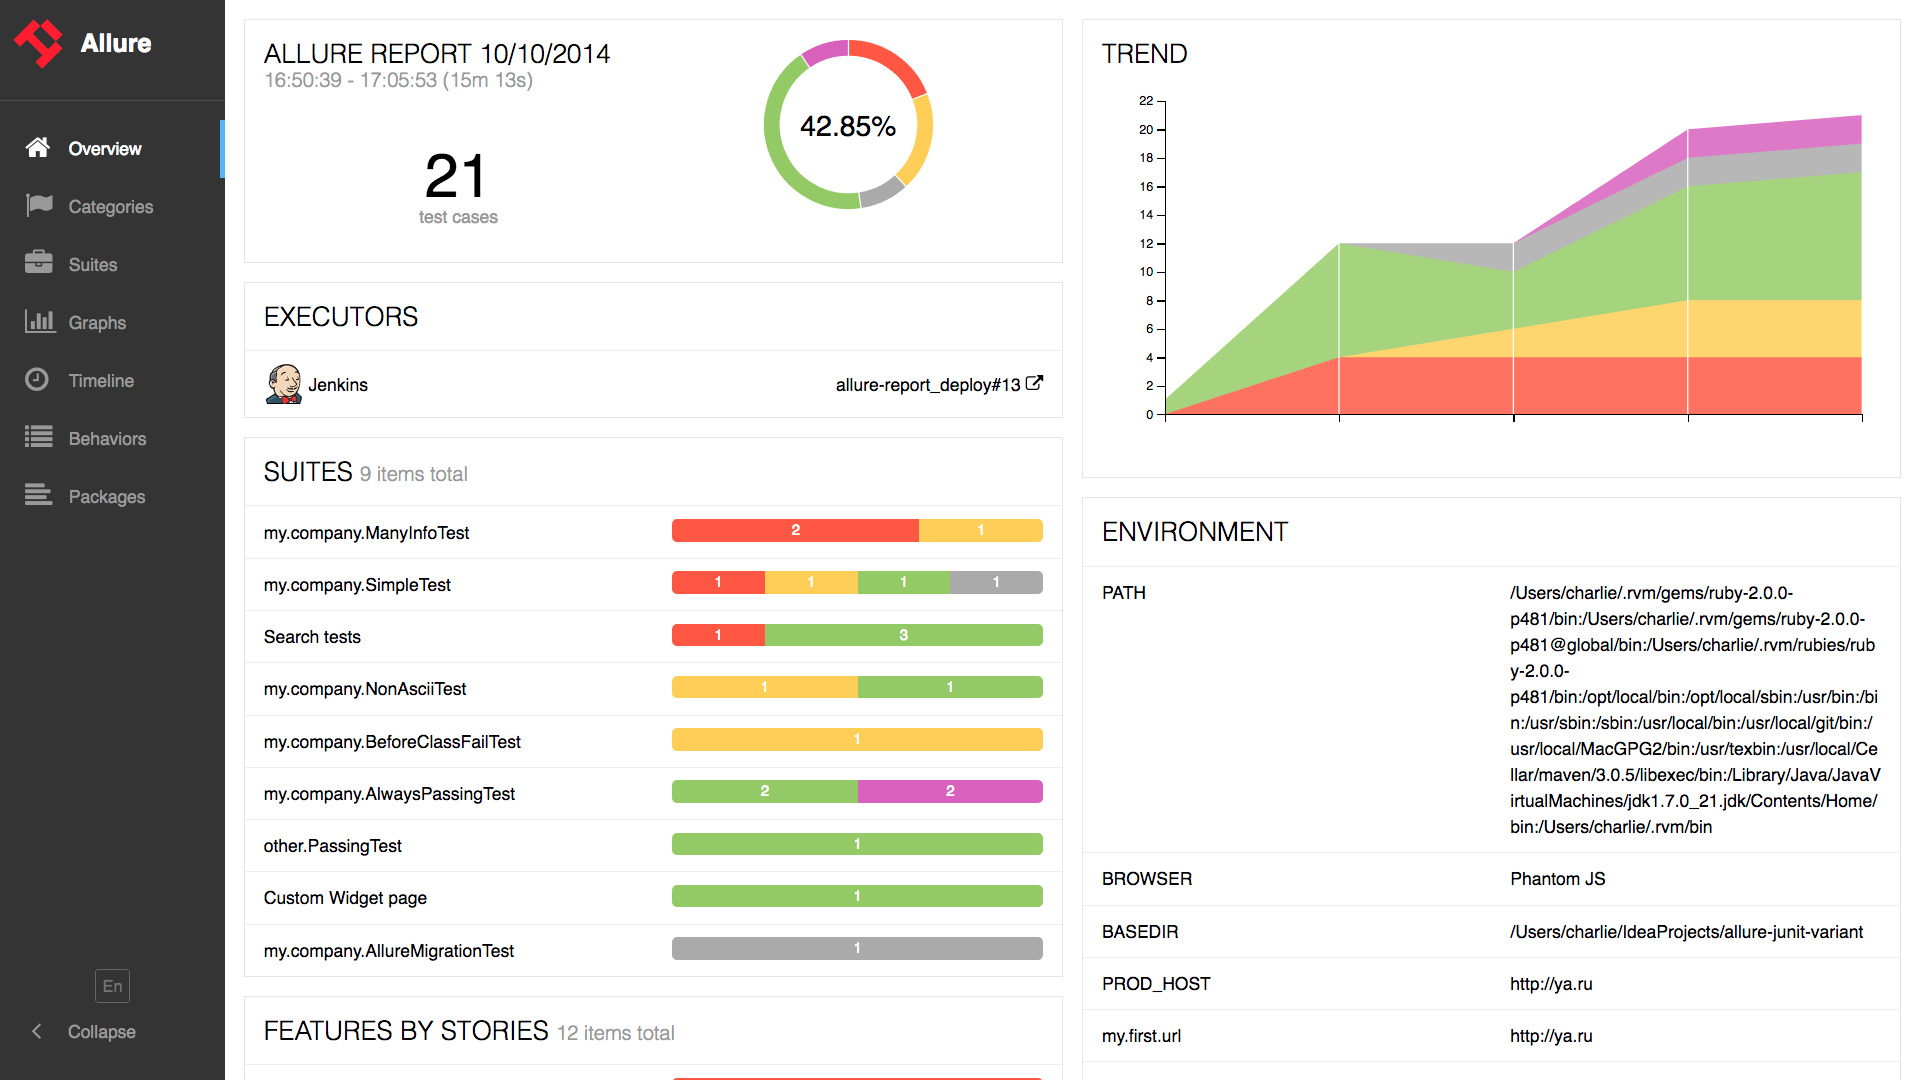 Allure
Overview
Categories
Suites
Graphs
Timeline
Behaviors
Packages
En
Collapse
ALLURE REPORT 10/10/2014
16:50:39 - 17:05:53 (15m 13s)
21
test cases
42.85%
EXECUTORS
Jenkins
allure-report_deploy#13
SUITES 9 items total
my.company.ManyInfoTest
2 1
my.company.SimpleTest
1 1 1 1
Search tests
1 3
my.company.NonAsciiTest
1 1
my.company.BeforeClassFailTest
1
my.company.AlwaysPassingTest
2 2
other.PassingTest
1
Custom Widget page
1
my.company.AllureMigrationTest
1
FEATURES BY STORIES 12 items total
TREND
22
20
18
16
14
12
10
8
6
4
2
0
ENVIRONMENT
PATH
/Users/charlie/.rvm/gems/ruby-2.0.0-
p481/bin:/Users/charlie/.rvm/gems/ruby-2.0.0-
p481@global/bin:/Users/charlie/.rvm/rubies/rub
y-2.0.0-
p481/bin:/opt/local/bin:/opt/local/sbin:/usr/bin:/bi
n:/usr/sbin:/sbin:/usr/local/bin:/usr/local/git/bin:/
usr/local/MacGPG2/bin:/usr/texbin:/usr/local/Ce
llar/maven/3.0.5/libexec/bin:/Library/Java/JavaV
irtualMachines/jdk1.7.0_21.jdk/Contents/Home/
bin:/Users/charlie/.rvm/bin
BROWSER
Phantom JS
BASEDIR
/Users/charlie/IdeaProjects/allure-junit-variant
PROD_HOST
http://ya.ru
my.first.url
http://ya.ru